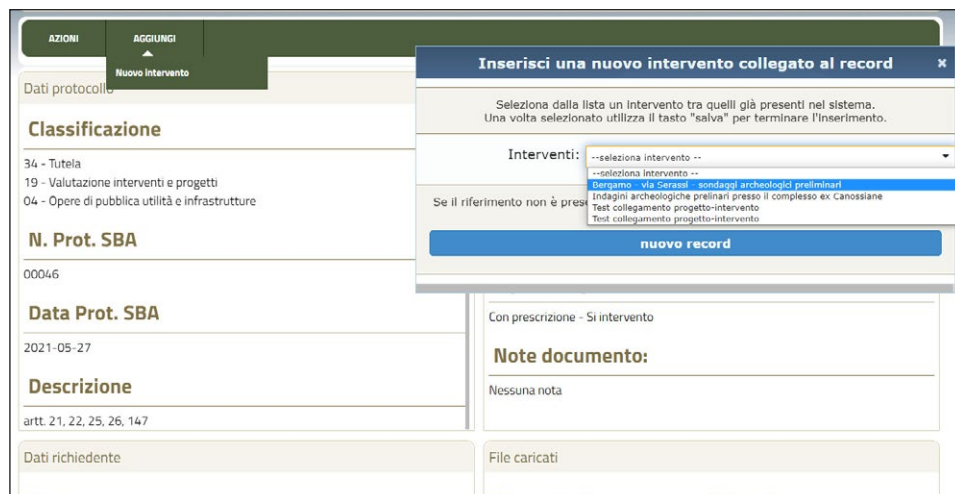 AZIONI
AGGIUNGI
Nuovo intervento
Inserisci una nuovo intervento collegato al record
×
Seleziona dalla lista un intervento tra quelli già presenti nel sistema.
Una volta selezionato utilizza il tasto "salva" per terminare l'inserimento.
Interventi:
--seleziona intervento --
--seleziona intervento --
Bergamo - via Serassi - sondaggi archeologici preliminari
Indagini archeologiche prelinari presso il complesso ex Canossiane
Test collegamento progetto-intervento
Test collegamento progetto-intervento
Se il riferimento non è prese
nuovo record
Dati protocollo
Classificazione
34 - Tutela
19 - Valutazione interventi e progetti
04 - Opere di pubblica utilità e infrastrutture
N. Prot. SBA
00046
Data Prot. SBA
2021-05-27
Descrizione
artt. 21, 22, 25, 26, 147
Con prescrizione - Si intervento
Note documento:
Nessuna nota
Dati richiedente
File caricati